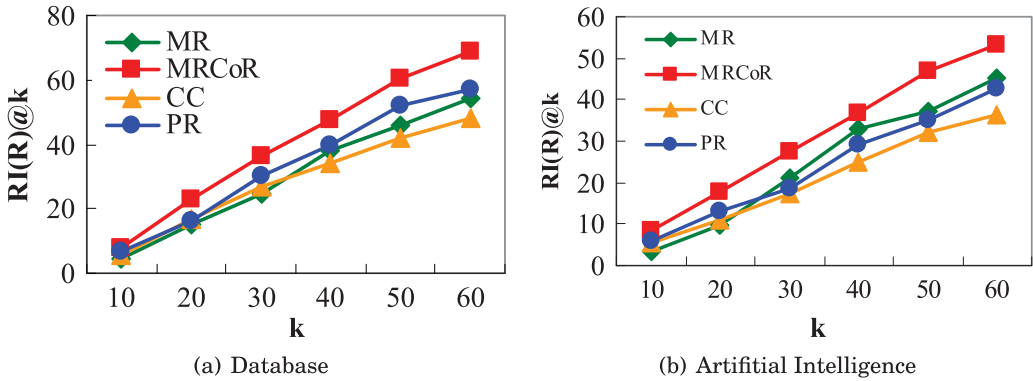 RI(R)@k
80
60
40
20
0
MR
MRCoR
CC
PR
10 20 30 40 50 60
k
(a) Database
RI(R)@k
60
50
40
30
20
10
0
MR
MRCoR
CC
PR
10 20 30 40 50 60
k
(b) Artifitial Intelligence